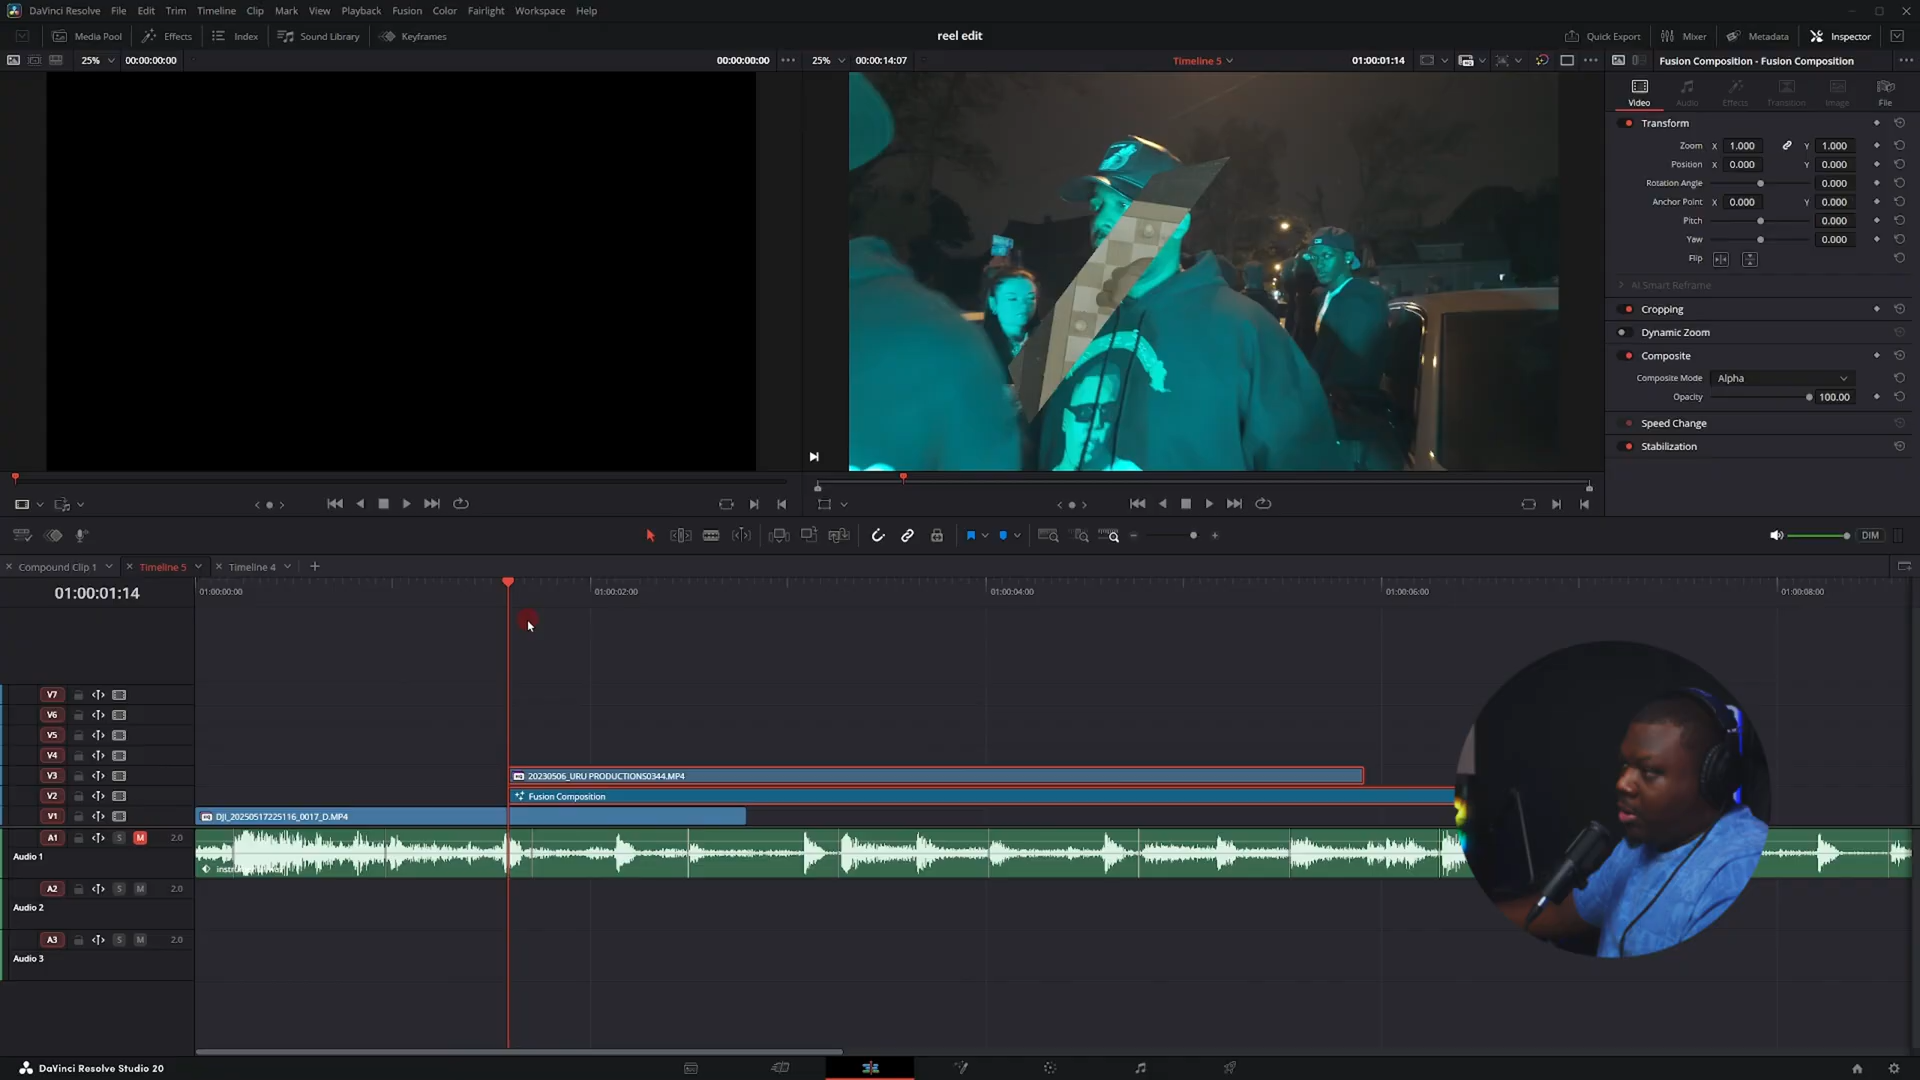 DaVinci Resolve File Edit Trim Timeline Clip Mark View Playback Fusion Color Fairlight Workspace Help
Media Pool Effects Index Sound Library Keyframes reel edit Quick Export Mixer Metadata Inspector
25% 00:00:00:00 00:00:00:00 25% 00:00:14:07 Timeline 5 01:00:01:14 Fusion Composition - Fusion Composition
Video Audio Effects Transition Image File
Transform
Zoom X 1.000 Y 1.000
Position X 0.000 Y 0.000
Rotation Angle 0.000
Anchor Point X 0.000 Y 0.000
Pitch 0.000
Yaw 0.000
Flip
AI Smart Reframe
Cropping
Dynamic Zoom
Composite
Composite Mode Alpha
Opacity 100.00
Speed Change
Stabilization
DIM
Compound Clip 1 Timeline 5 Timeline 4
01:00:01:14 01:00:00:00 01:00:02:00 01:00:04:00 01:00:06:00 01:00:08:00
V7
V6
V5
V4
V3 20230506_URU PRODUCTIONS0344.MP4
V2 Fusion Composition
V1 DJI_20250517225116_0017_D.MP4
A1 S M 2.0
Audio 1
A2 S M 2.0
Audio 2
A3 S M 2.0
Audio 3
DaVinci Resolve Studio 20